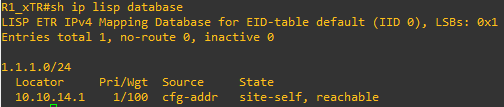 R1_xTR#sh ip lisp database
LISP ETR IPv4 Mapping Database for EID-table default (IID 0), LSBs: 0x1
Entries total 1, no-route 0, inactive 0
1.1.1.0/24
Locator Pri/Wgt Source State
10.10.14.1 1/100 cfg-addr site-self, reachable